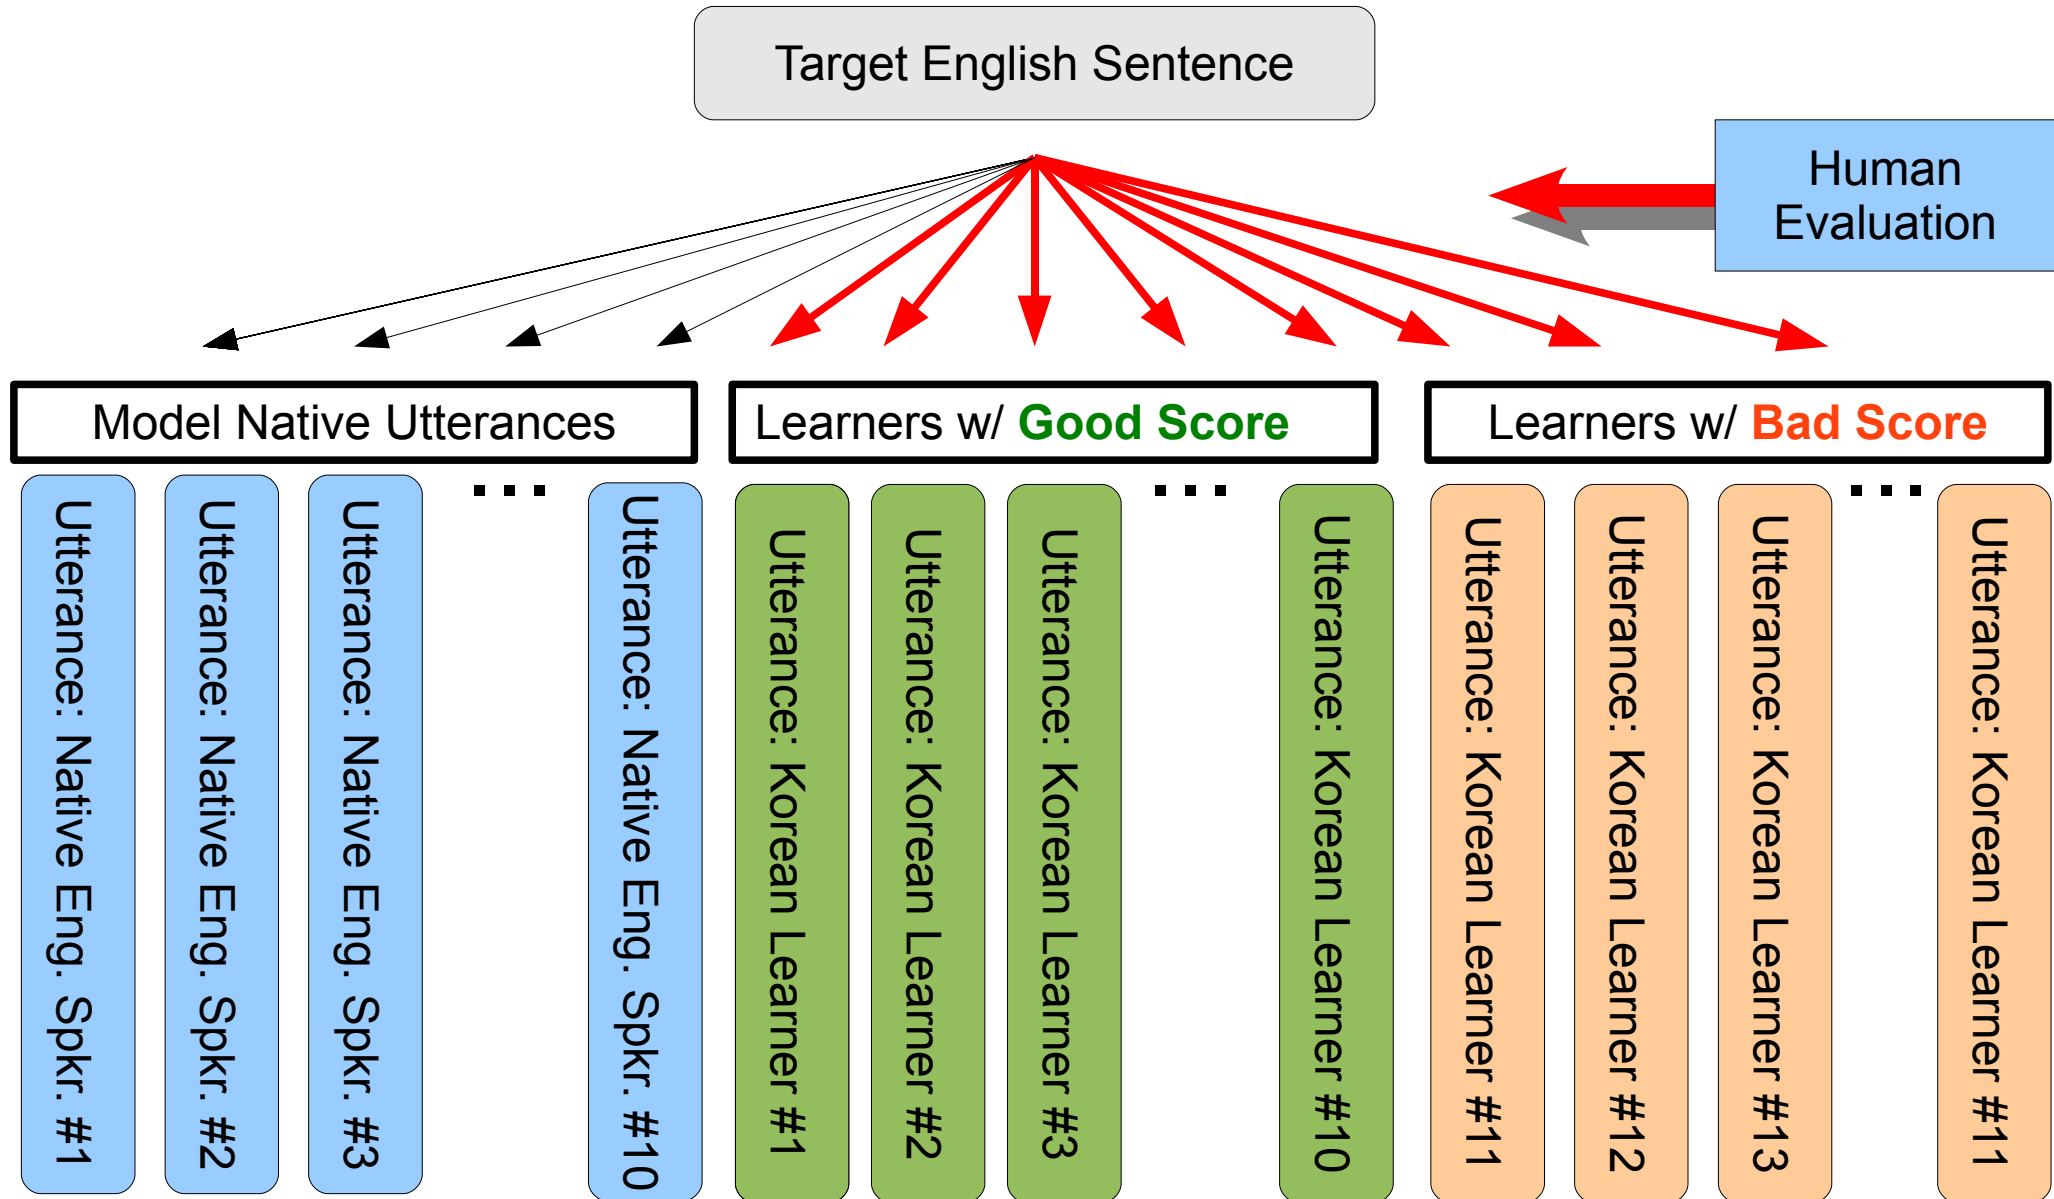 Target English Sentence
Human
Evaluation
Model Native Utterances
Learners w/ Good Score
Learners w/ Bad Score
Utterance: Native Eng. Spkr. #1
Utterance: Native Eng. Spkr. #2
Utterance: Native Eng. Spkr. #3
...
Utterance: Native Eng. Spkr. #10
Utterance: Korean Learner #1
Utterance: Korean Learner #2
Utterance: Korean Learner #3
...
Utterance: Korean Learner #10
Utterance: Korean Learner #11
Utterance: Korean Learner #12
Utterance: Korean Learner #13
...
Utterance: Korean Learner #11